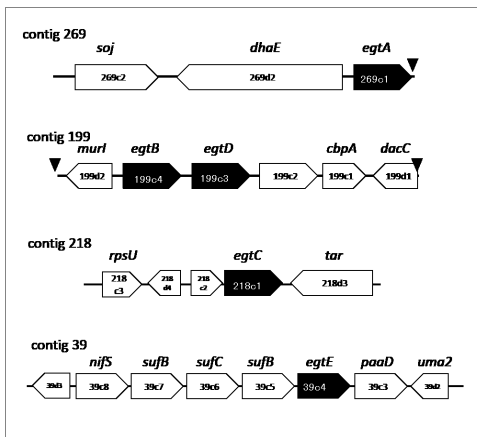 contig 269
soj dhaE egtA
269c2 269d2 269c1
contig 199
murI egtB egtD cbpA dacC
199d2 199c4 199c3 199c2 199c1 199d1
contig 218
rpsU egtC tar
218 c3 218 d4 218 c2 218c1 218d3
contig 39
nifS sufB sufC sufB egtE paaD uma2
39d3 39c8 39c7 39c6 39c5 39c4 39c3 39d2